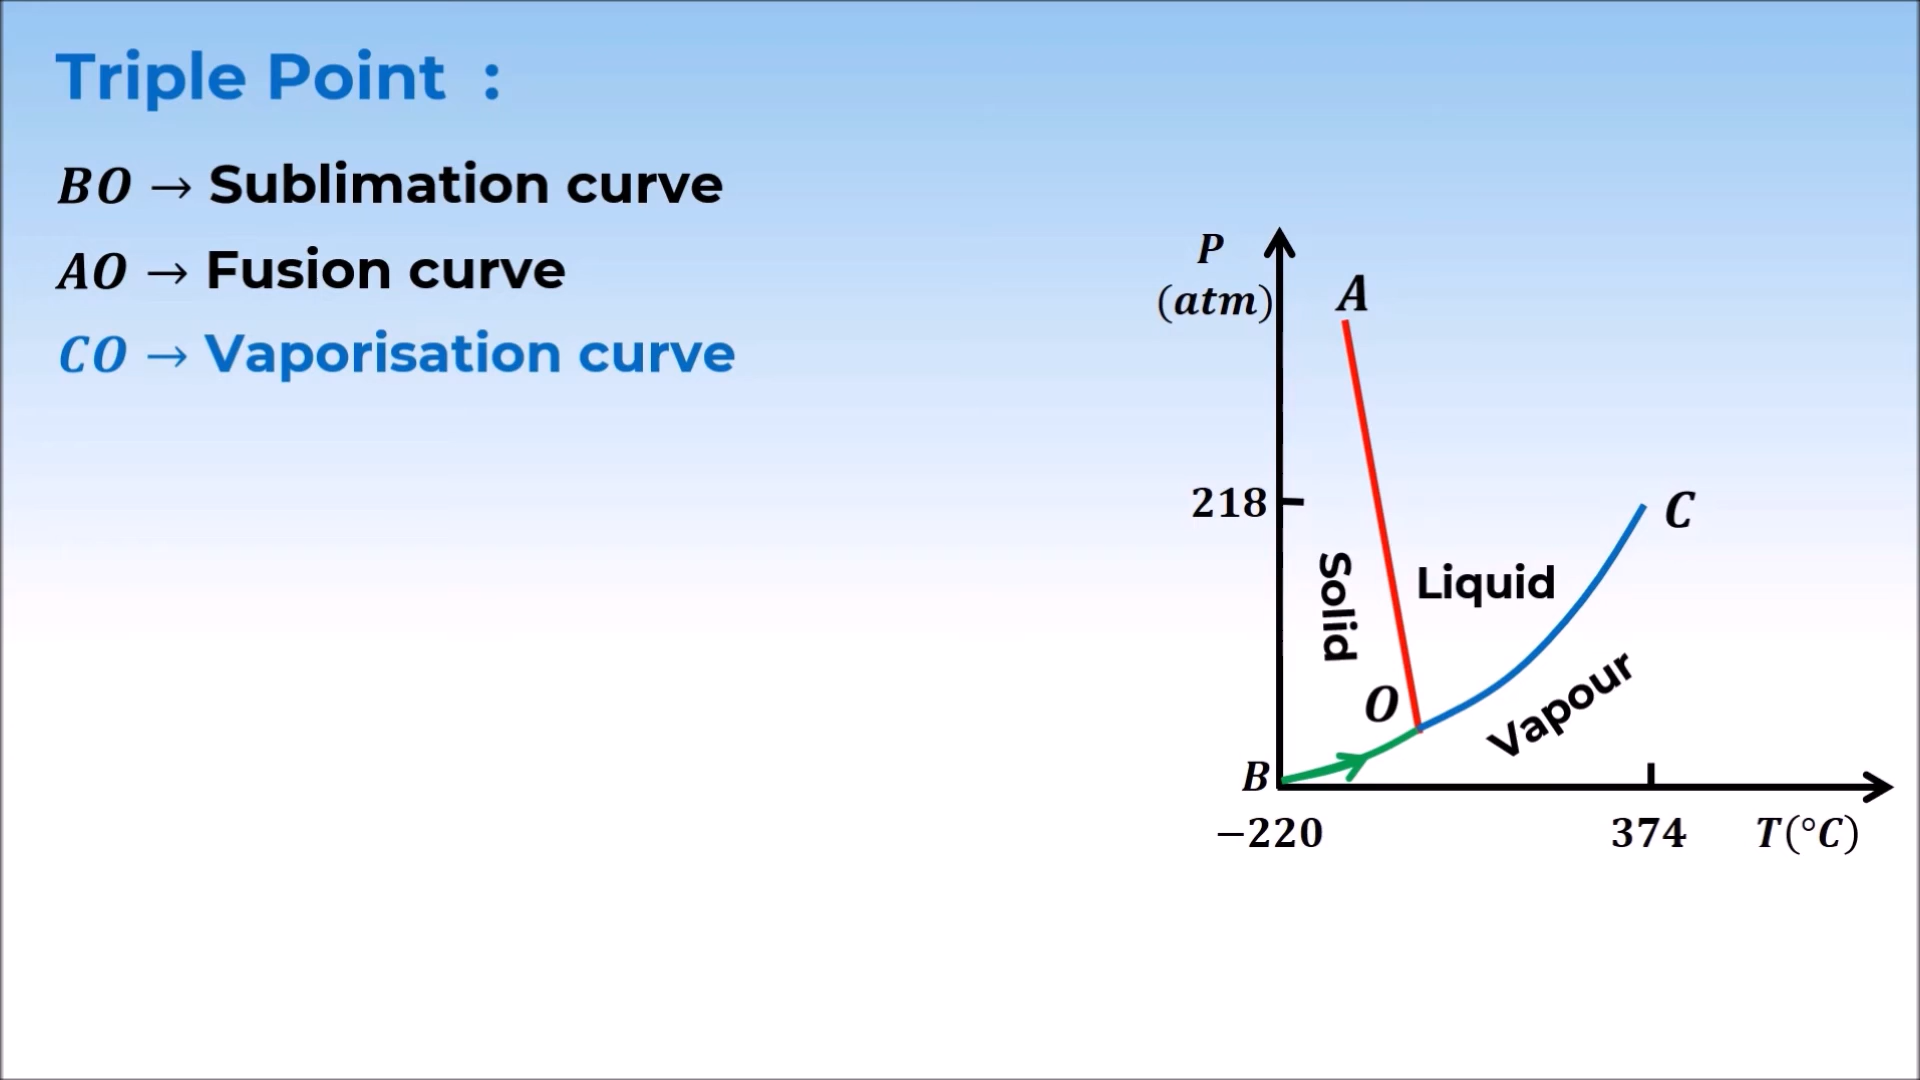 Triple Point :
BO → Sublimation curve
AO → Fusion curve
CO → Vaporisation curve
P
(atm)
A
218
C
Solid
Liquid
O
Vapour
B
−220
374
T(°C)